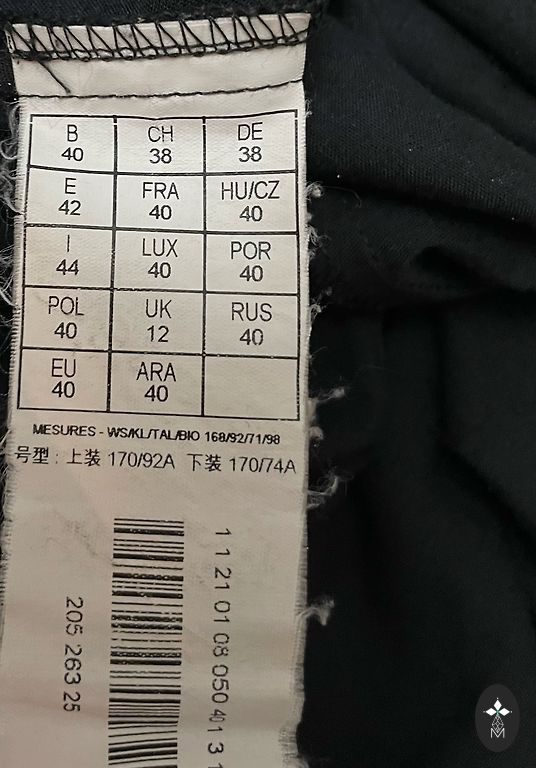 B CH DE
40 38 38
E FRA HU/CZ
42 40 40
I LUX POR
44 40 40
POL UK RUS
40 12 40
EU ARA
40 40
MESURES - WS/KL/TAL/BIO 168/92/71/98
号型 : 上装 170/92A 下装 170/74A
1 1 21 01 08 050 401 3 1
205 263 25
M